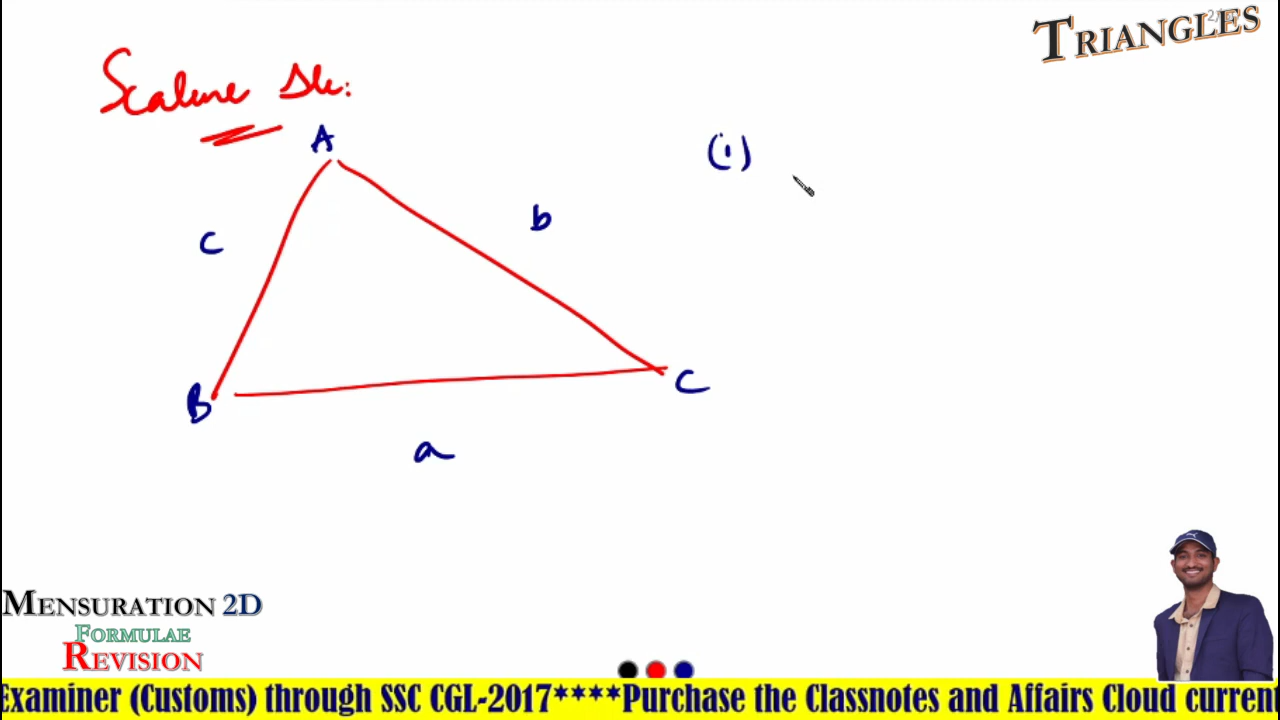 TRIANGLES
Scalene Δle:
A
(i)
c
b
B
C
a
MENSURATION 2D
FORMULAE
REVISION
Examiner (Customs) through SSC CGL-2017****Purchase the Classnotes and Affairs Cloud curren